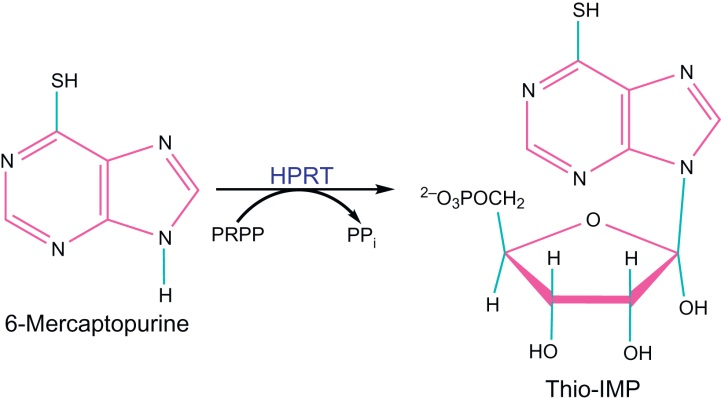 SH
N
N
N
N
H
6-Mercaptopurine
HPRT
PRPP
PPi
SH
N
N
N
N
2–O3POCH2
O
H
H
H
OH
HO
OH
Thio-IMP